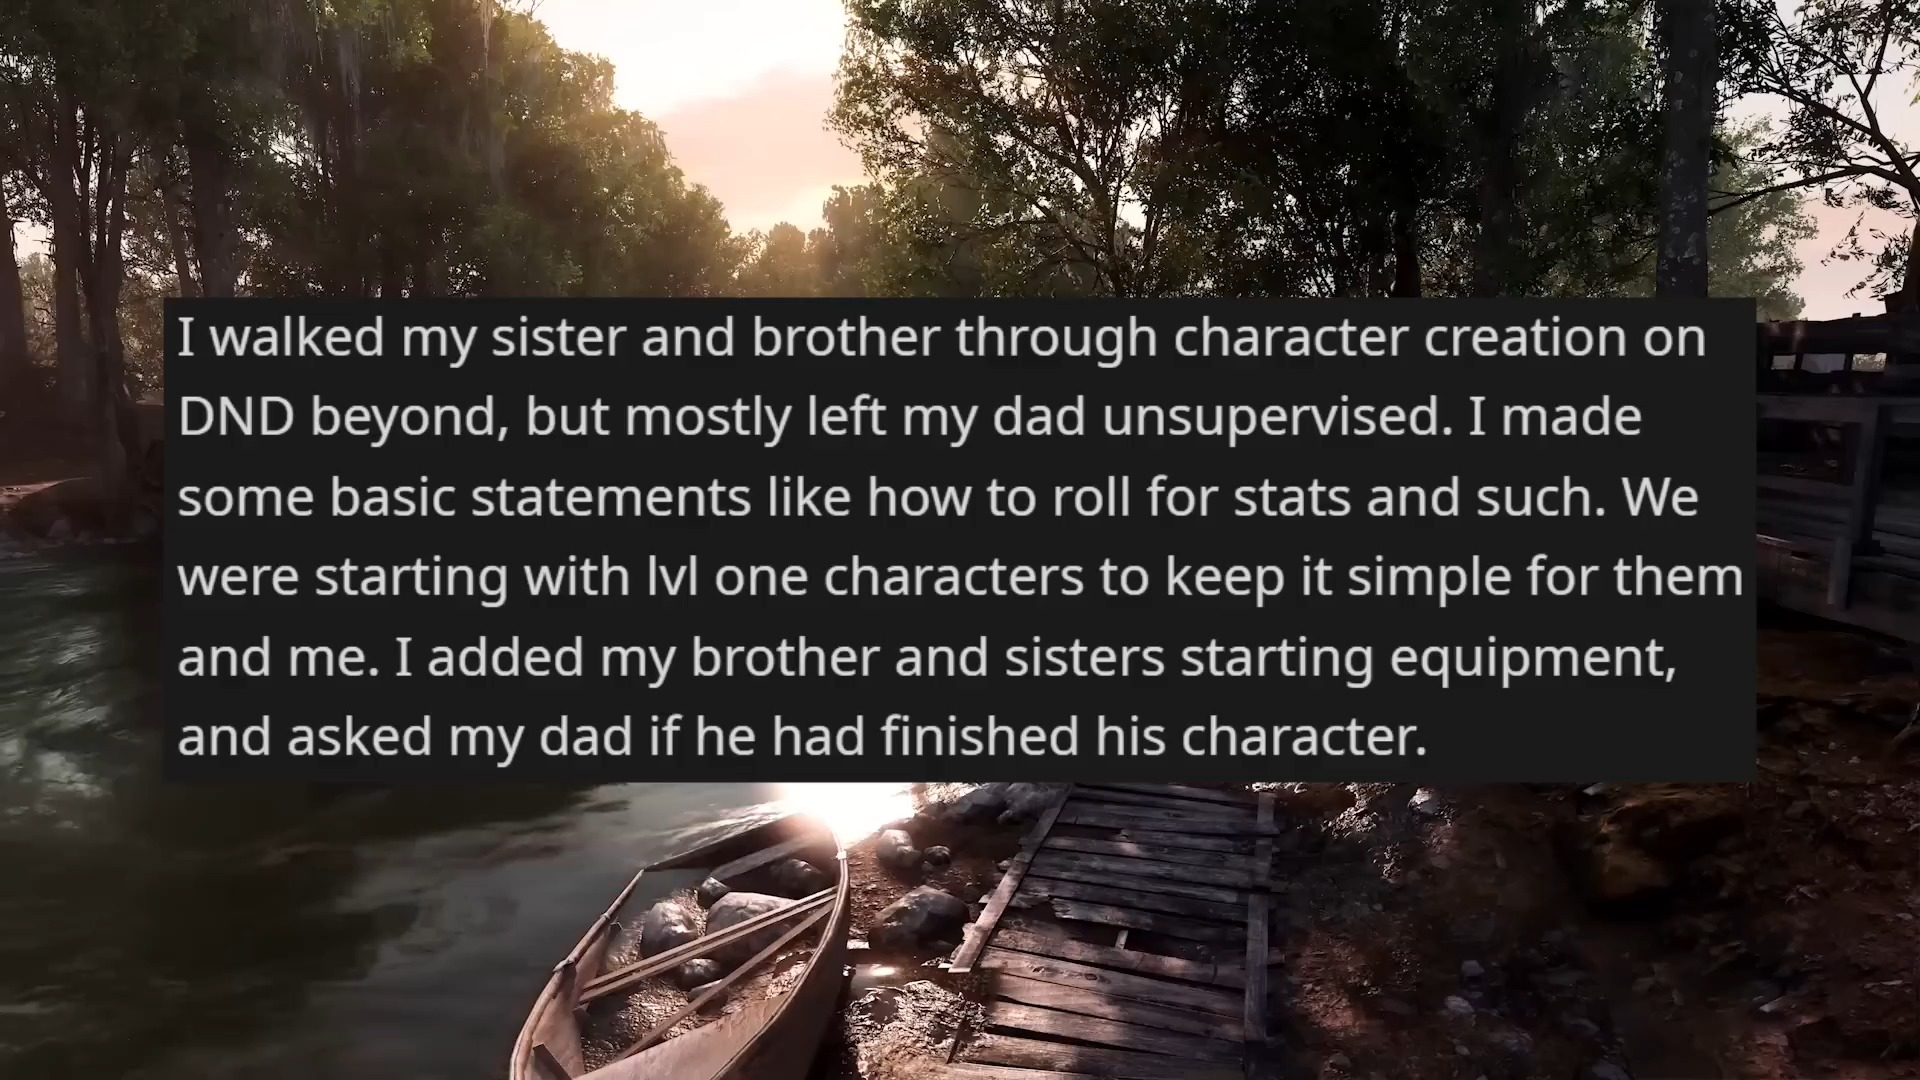 I walked my sister and brother through character creation on
DND beyond, but mostly left my dad unsupervised. I made
some basic statements like how to roll for stats and such. We
were starting with lvl one characters to keep it simple for them
and me. I added my brother and sisters starting equipment,
and asked my dad if he had finished his character.